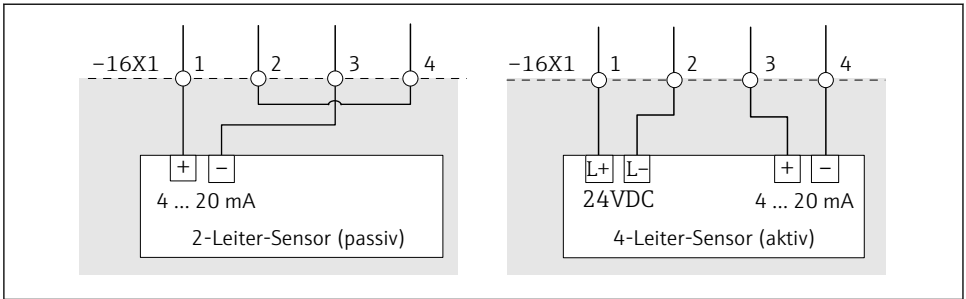 –16X1 1 2 3 4
+ –
4 ... 20 mA
2-Leiter-Sensor (passiv)
–16X1 1 2 3 4
L+ L– + –
24VDC 4 ... 20 mA
4-Leiter-Sensor (aktiv)